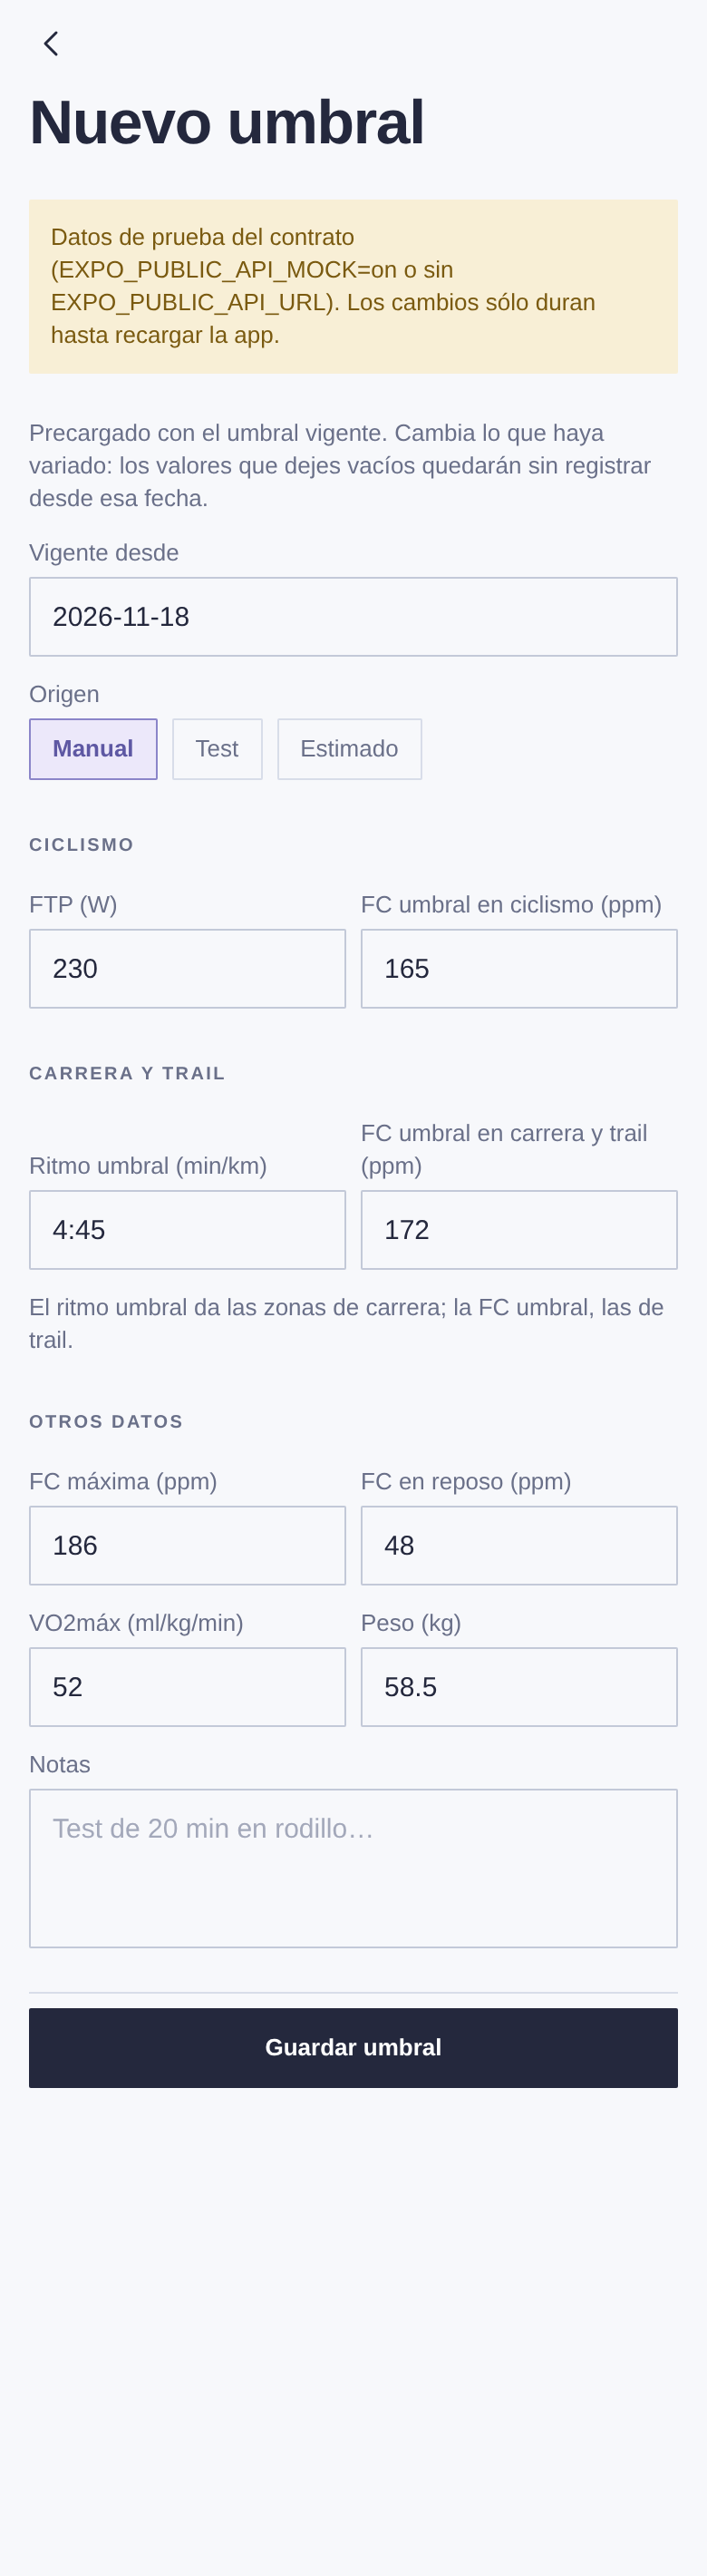 Nuevo umbral
Datos de prueba del contrato
(EXPO_PUBLIC_API_MOCK=on o sin
EXPO_PUBLIC_API_URL). Los cambios sólo duran
hasta recargar la app.
Precargado con el umbral vigente. Cambia lo que haya
variado: los valores que dejes vacíos quedarán sin registrar
desde esa fecha.
Vigente desde
2026-11-18
Origen
Manual Test Estimado
CICLISMO
FTP (W) FC umbral en ciclismo (ppm)
230 165
CARRERA Y TRAIL
Ritmo umbral (min/km) FC umbral en carrera y trail
(ppm)
4:45 172
El ritmo umbral da las zonas de carrera; la FC umbral, las de
trail.
OTROS DATOS
FC máxima (ppm) FC en reposo (ppm)
186 48
VO2máx (ml/kg/min) Peso (kg)
52 58.5
Notas
Test de 20 min en rodillo…
Guardar umbral